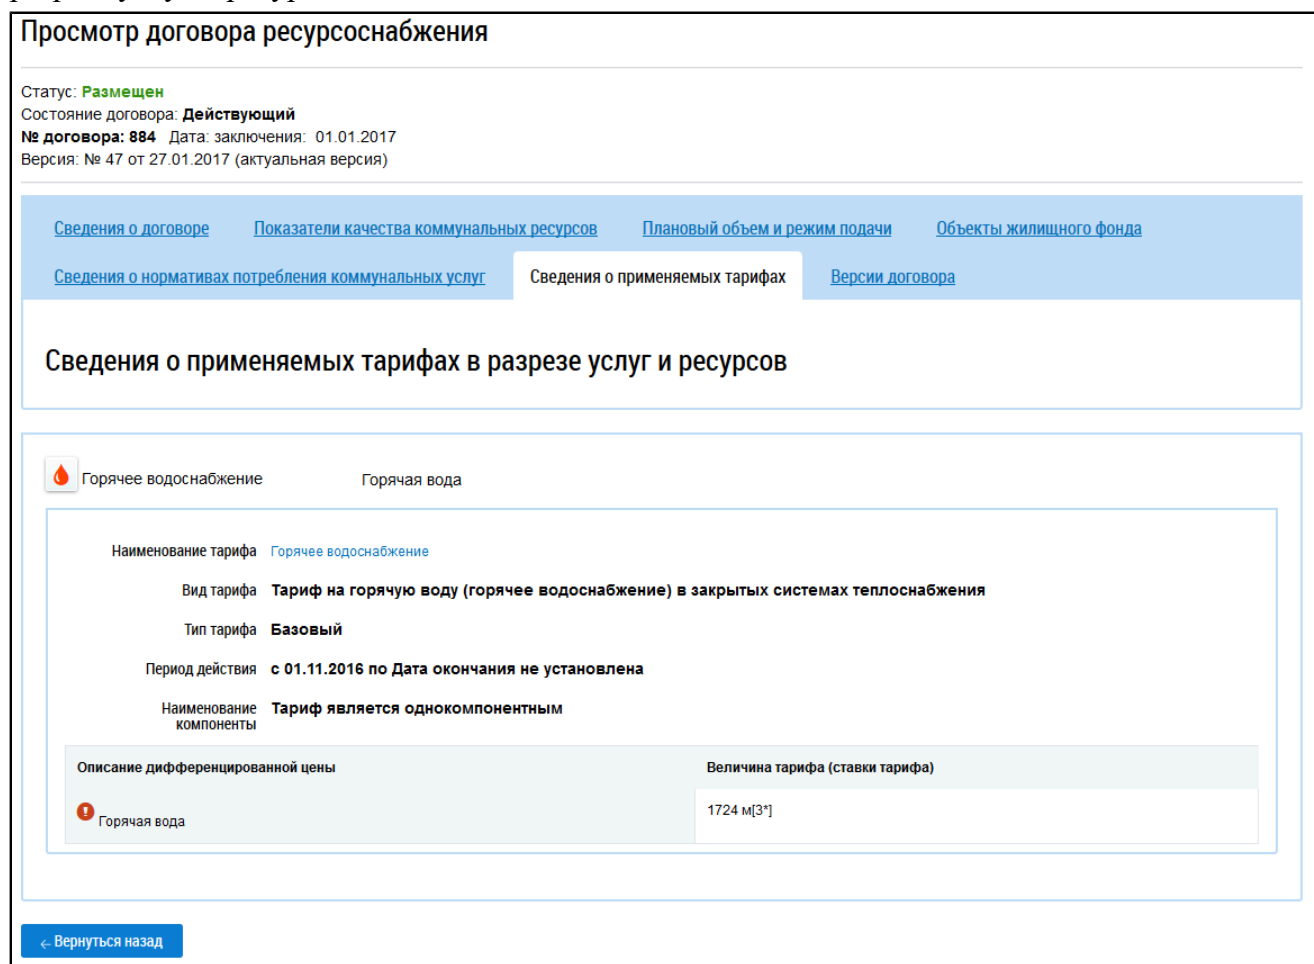 Просмотр договора ресурсоснабжения
Статус: Размещен
Состояние договора: Действующий
№ договора: 884 Дата: заключения: 01.01.2017
Версия: № 47 от 27.01.2017 (актуальная версия)
Сведения о договоре Показатели качества коммунальных ресурсов Плановый объем и режим подачи Объекты жилищного фонда
Сведения о нормативах потребления коммунальных услуг Сведения о применяемых тарифах Версии договора
Сведения о применяемых тарифах в разрезе услуг и ресурсов
Горячее водоснабжение Горячая вода
Наименование тарифа Горячее водоснабжение
Вид тарифа Тариф на горячую воду (горячее водоснабжение) в закрытых системах теплоснабжения
Тип тарифа Базовый
Период действия с 01.11.2016 по Дата окончания не установлена
Наименование Тариф является однокомпонентным
компоненты
Описание дифференцированной цены Величина тарифа (ставки тарифа)
Горячая вода 1724 м[3*]
← Вернуться назад